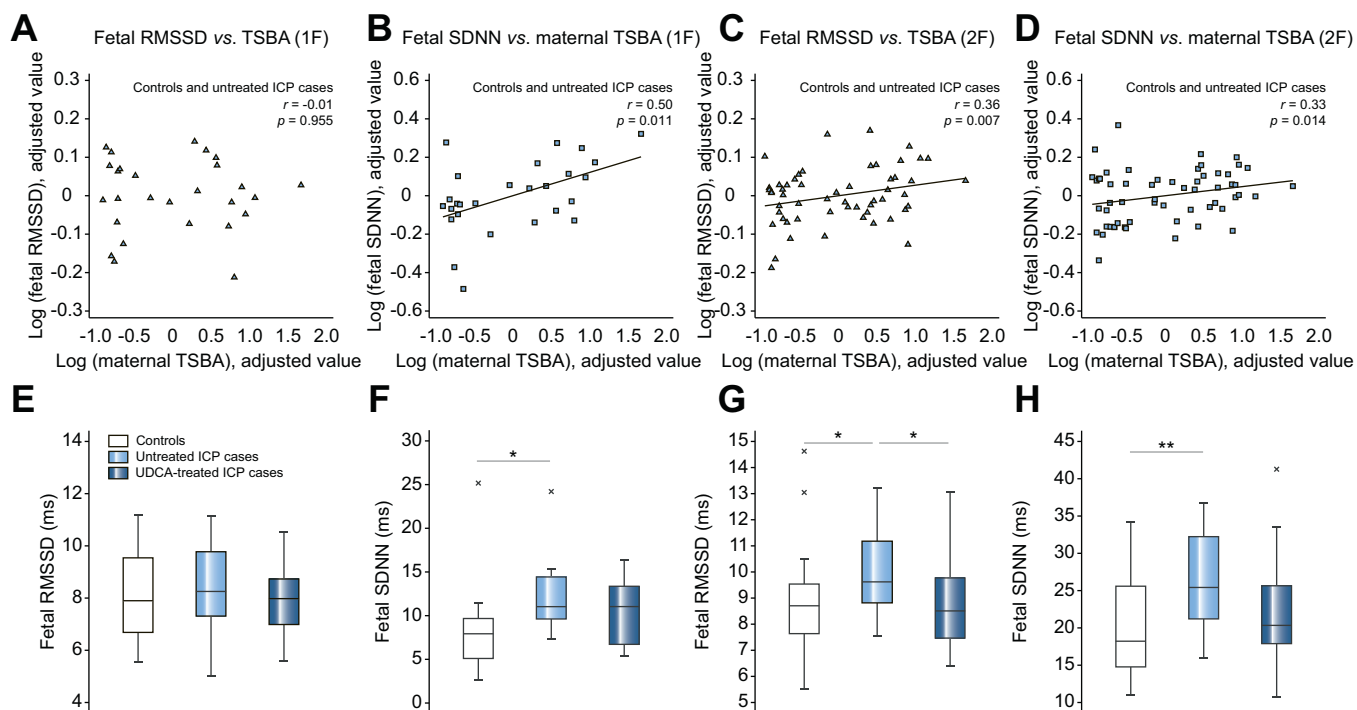 A
Fetal RMSSD vs. TSBA (1F)
Controls and untreated ICP cases
r = -0.01
p = 0.955
Log (fetal RMSSD), adjusted value
0.3
0.2
0.1
0
-0.1
-0.2
-0.3
-1.0 -0.5 0 0.5 1.0 1.5 2.0
Log (maternal TSBA), adjusted value
B
Fetal SDNN vs. maternal TSBA (1F)
Controls and untreated ICP cases
r = 0.50
p = 0.011
Log (fetal SDNN), adjusted value
0.6
0.4
0.2
0
-0.2
-0.4
-0.6
-1.0 -0.5 0 0.5 1.0 1.5 2.0
Log (maternal TSBA), adjusted value
C
Fetal RMSSD vs. TSBA (2F)
Controls and untreated ICP cases
r = 0.36
p = 0.007
Log (fetal RMSSD), adjusted value
0.3
0.2
0.1
0
-0.1
-0.2
-0.3
-1.0 -0.5 0 0.5 1.0 1.5 2.0
Log (maternal TSBA), adjusted value
D
Fetal SDNN vs. maternal TSBA (2F)
Controls and untreated ICP cases
r = 0.33
p = 0.014
Log (fetal SDNN), adjusted value
0.6
0.4
0.2
0
-0.2
-0.4
-0.6
-1.0 -0.5 0 0.5 1.0 1.5 2.0
Log (maternal TSBA), adjusted value
E
Controls
Untreated ICP cases
UDCA-treated ICP cases
Fetal RMSSD (ms)
14
12
10
8
6
4
F
Fetal SDNN (ms)
30
25
20
15
10
5
0
*
G
Fetal RMSSD (ms)
15
14
13
12
11
10
9
8
7
6
5
* *
H
Fetal SDNN (ms)
45
40
35
30
25
20
15
10
**